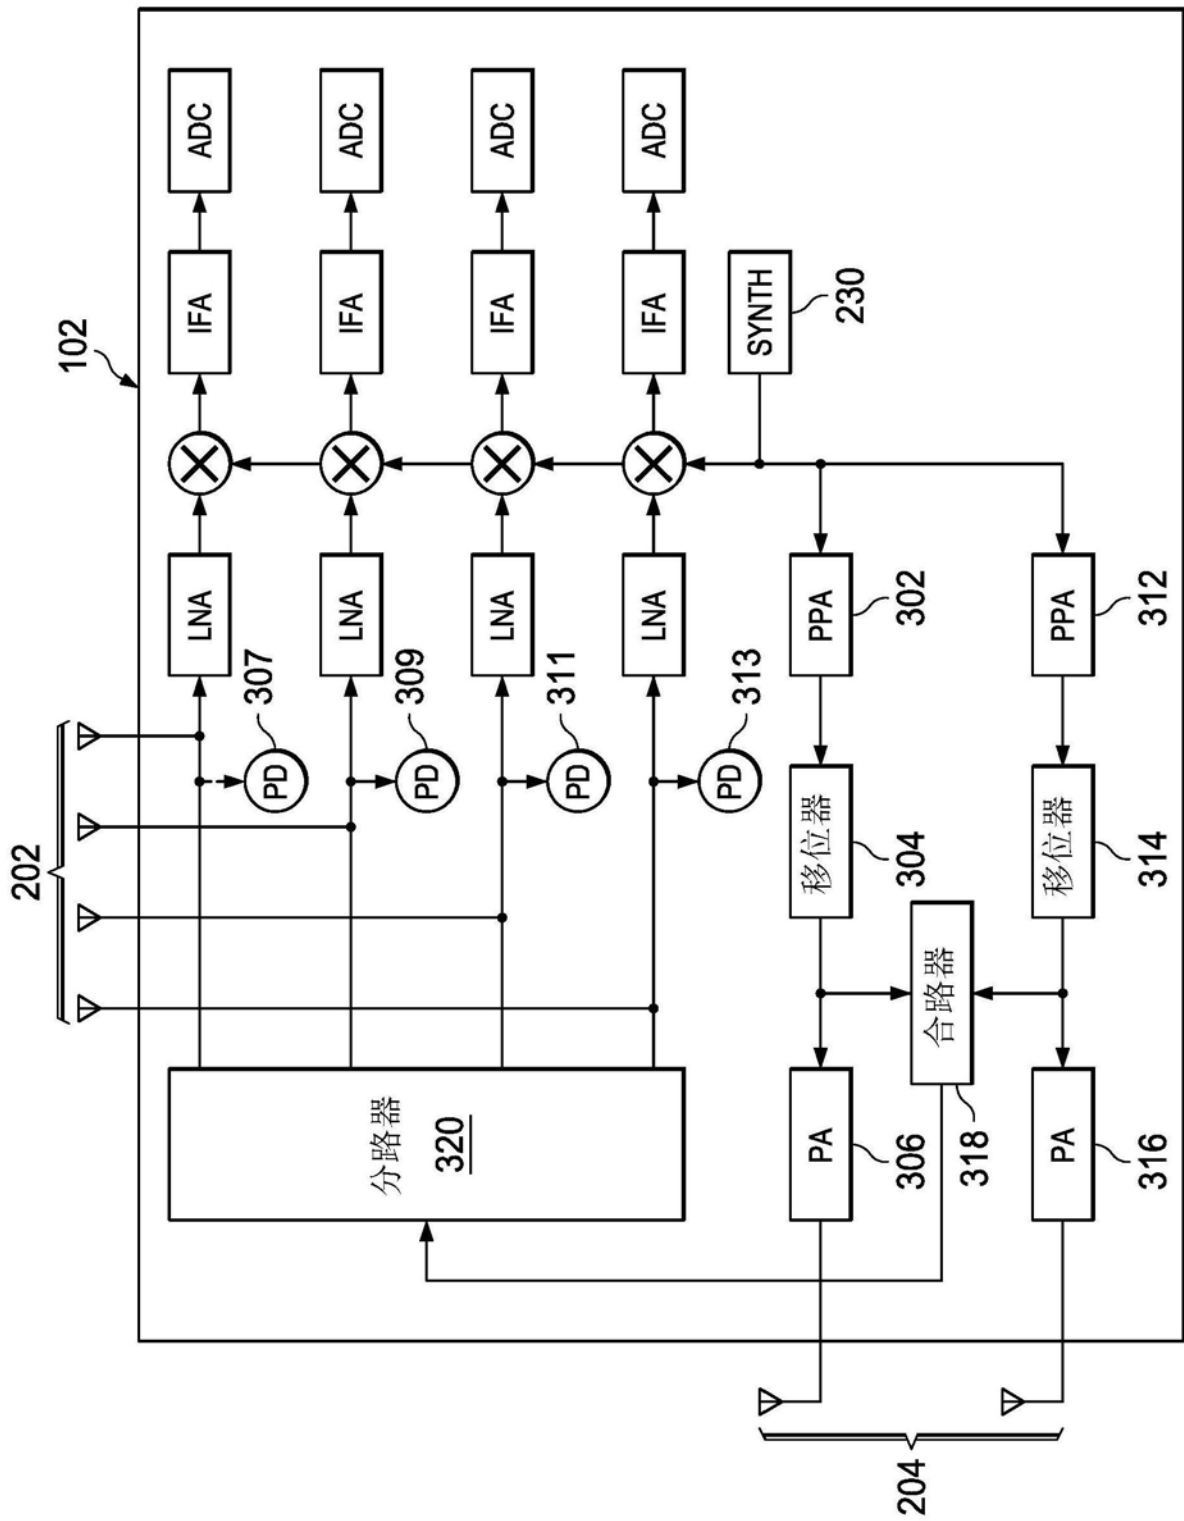 102
202
204
ADC
ADC
ADC
ADC
IFA
IFA
IFA
IFA
SYNTH
230
LNA
LNA
LNA
LNA
307
PD
309
PD
311
PD
313
PD
PPA
302
PPA
312
移位器
304
移位器
314
合路器
318
分路器
320
PA
306
PA
316